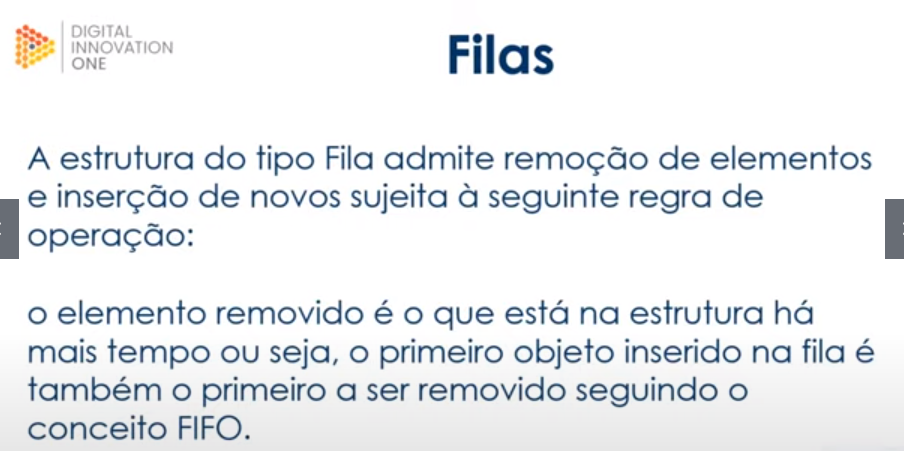 DIGITAL
INNOVATION
ONE
Filas
A estrutura do tipo Fila admite remoção de elementos
e inserção de novos sujeita à seguinte regra de
operação:
o elemento removido é o que está na estrutura há
mais tempo ou seja, o primeiro objeto inserido na fila é
também o primeiro a ser removido seguindo o
conceito FIFO.